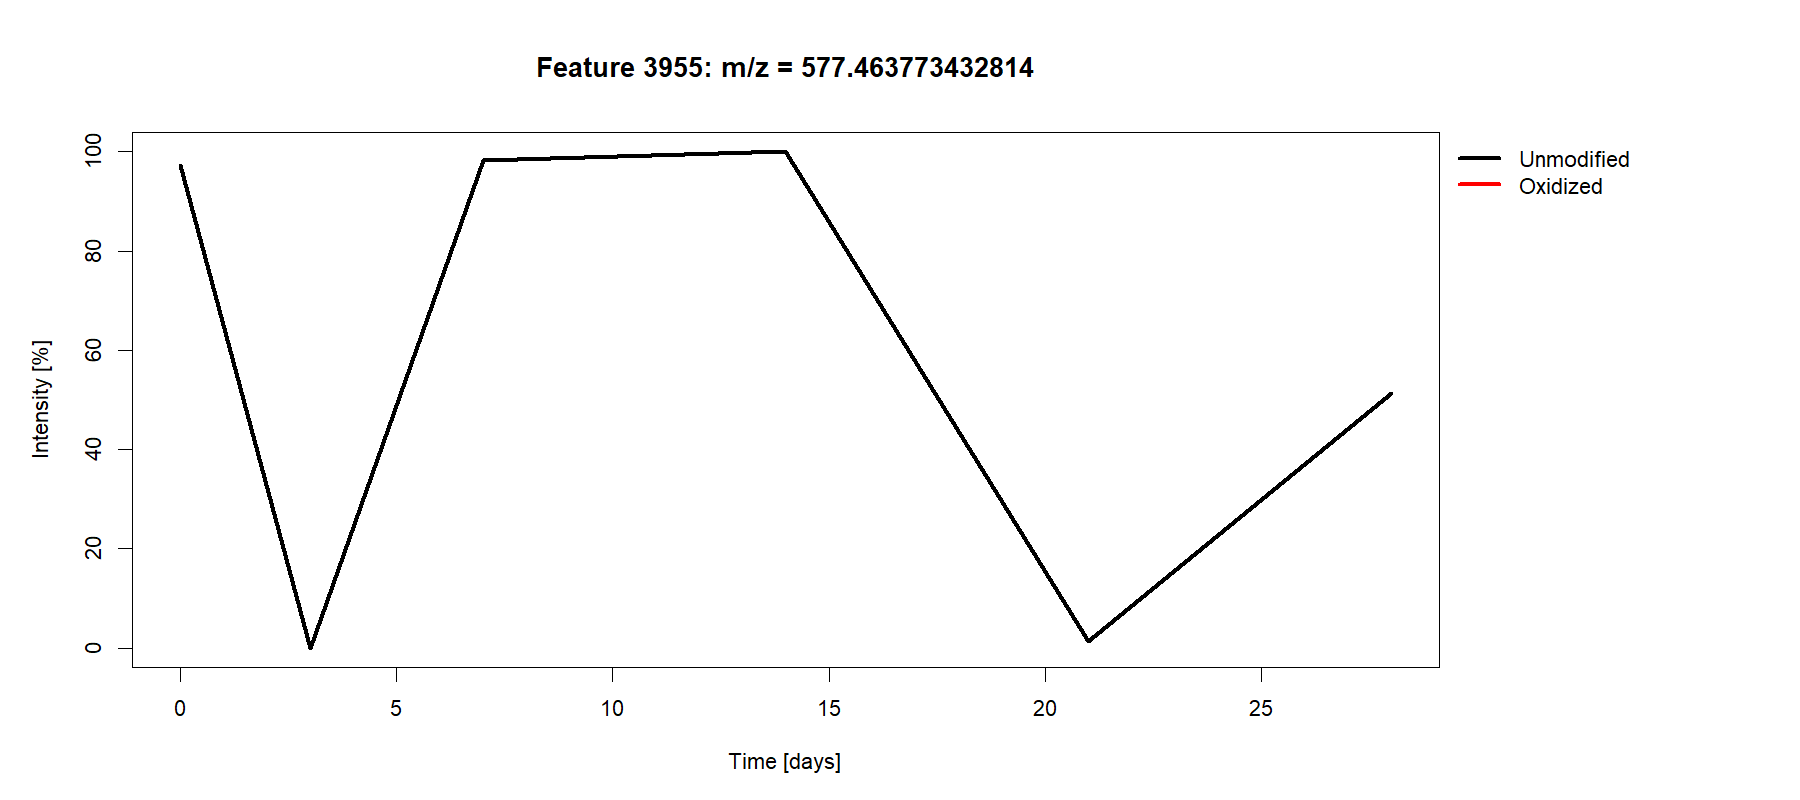 Feature 3955: m/z = 577.463773432814
Unmodified
Oxidized
100
80
60
40
20
0
Intensity [%]
0 5 10 15 20 25
Time [days]